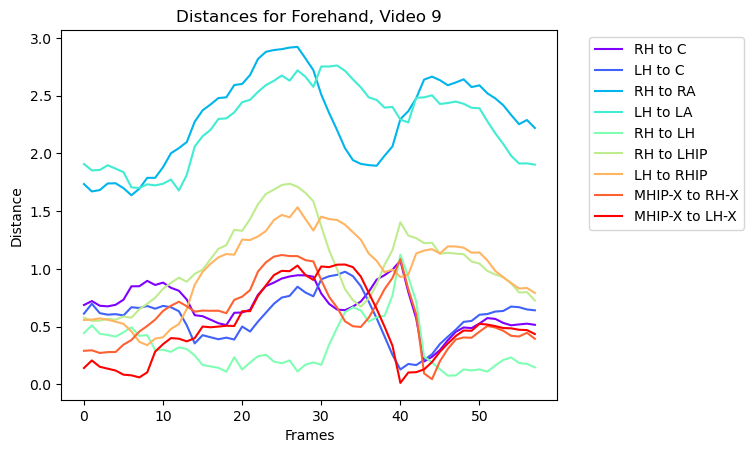 Distances for Forehand, Video 9
3.0
2.5
2.0
1.5
1.0
0.5
0.0
Distance
0 10 20 30 40 50
Frames
RH to C
LH to C
RH to RA
LH to LA
RH to LH
RH to LHIP
LH to RHIP
MHIP-X to RH-X
MHIP-X to LH-X